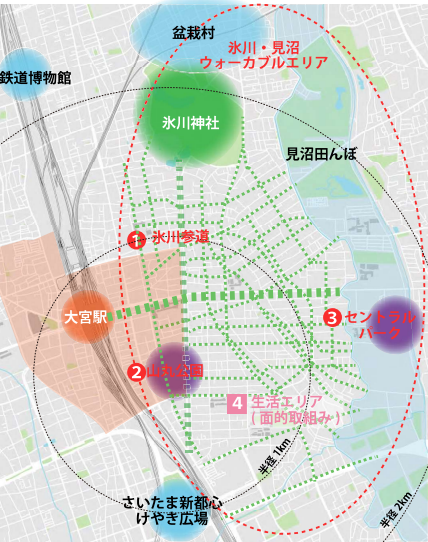 盆栽村
氷川・見沼
ウォーカブルエリア
鉄道博物館
氷川神社
見沼田んぼ
1 氷川参道
大宮駅
3 セントラル
パーク
2 山丸公園
4 生活エリア
(面的取組み)
半径 1km
さいたま新都心
けやき広場
半径 2km